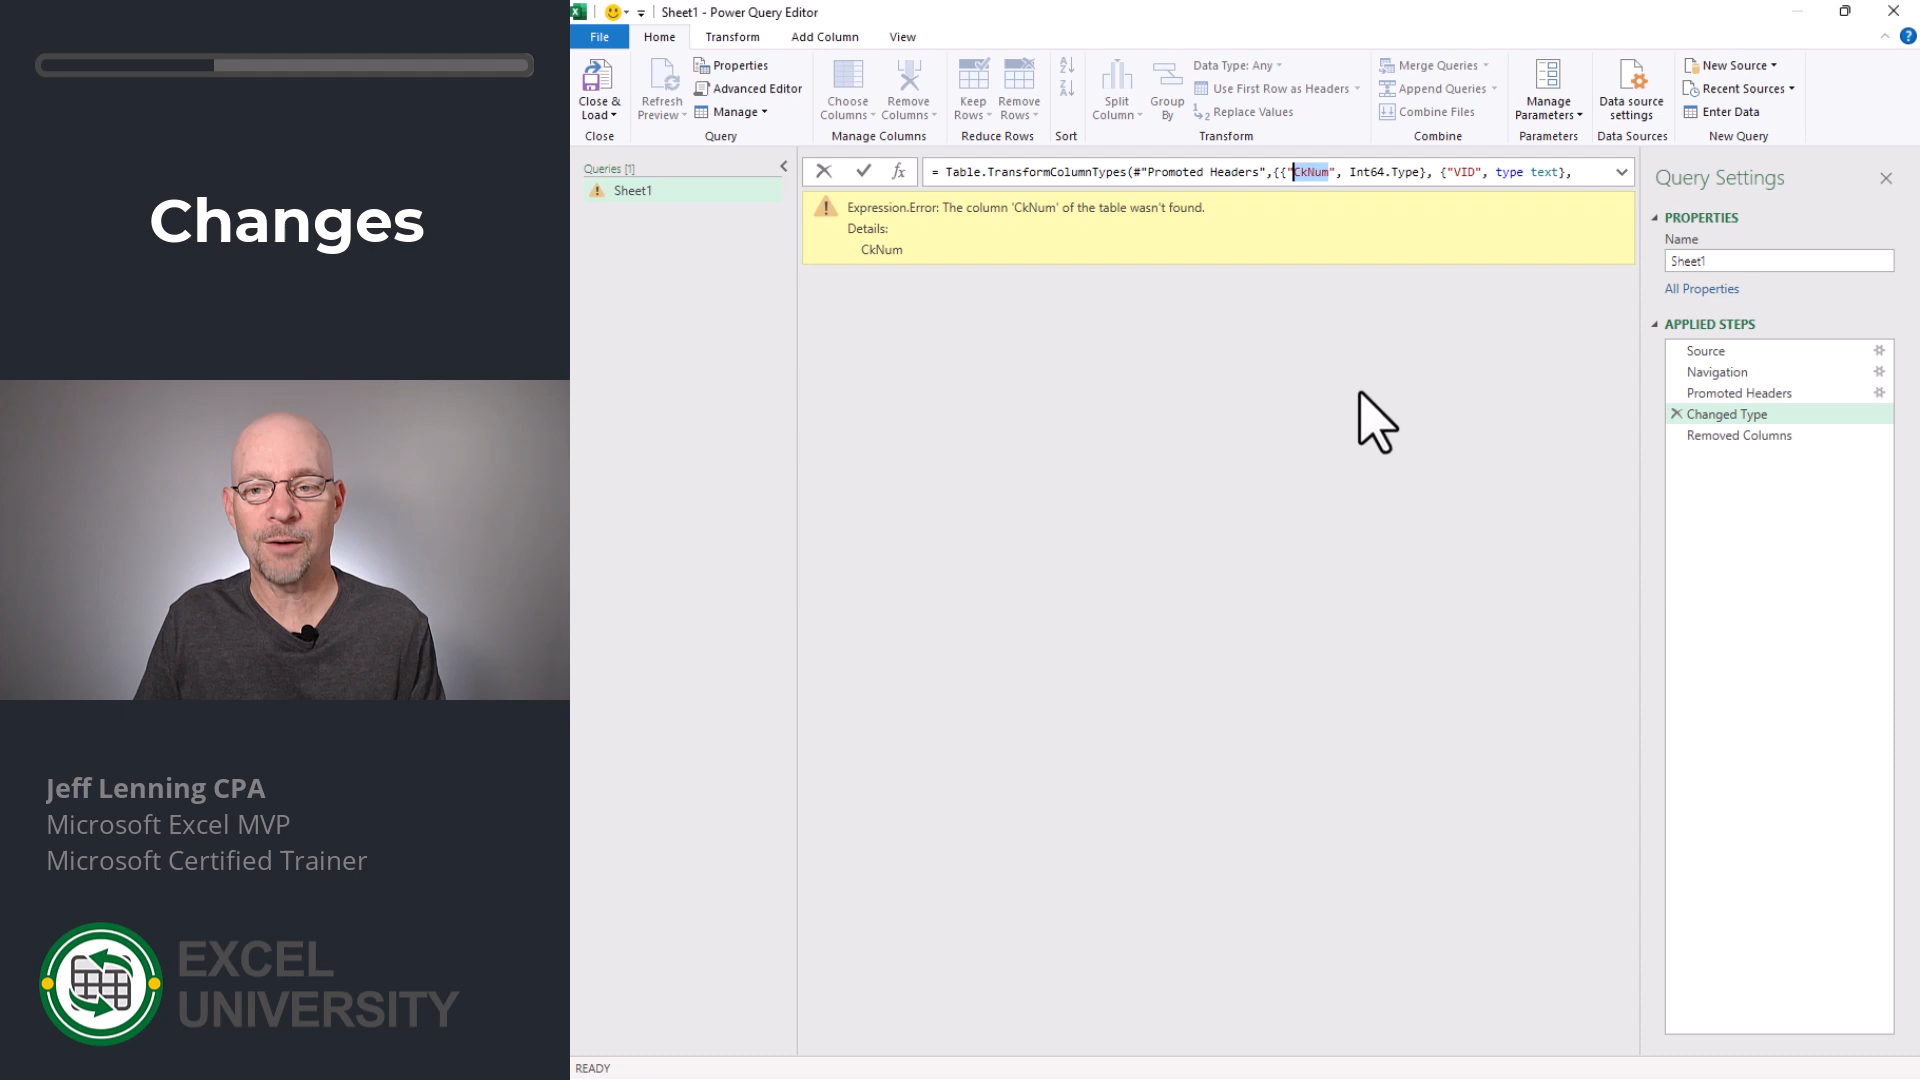 Changes
Jeff Lenning CPA
Microsoft Excel MVP
Microsoft Certified Trainer
EXCEL
UNIVERSITY
Sheet1 - Power Query Editor
File
Home
Transform
Add Column
View
Close &
Load
Close
Refresh
Preview
Properties
Advanced Editor
Manage
Query
Choose
Columns
Remove
Columns
Manage Columns
Keep
Rows
Remove
Rows
Reduce Rows
Sort
Split
Column
Group
By
Data Type: Any
Use First Row as Headers
Replace Values
Transform
Merge Queries
Append Queries
Combine Files
Combine
Manage
Parameters
Parameters
Data source
settings
Data Sources
New Source
Recent Sources
Enter Data
New Query
Queries [1]
Sheet1
fx
= Table.TransformColumnTypes(#"Promoted Headers",{{"CkNum", Int64.Type}, {"VID", type text},
Expression.Error: The column 'CkNum' of the table wasn't found.
Details:
CkNum
Query Settings
PROPERTIES
Name
Sheet1
All Properties
APPLIED STEPS
Source
Navigation
Promoted Headers
Changed Type
Removed Columns
READY